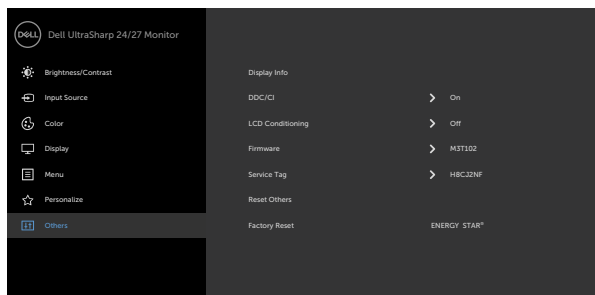 DELL Dell UltraSharp 24/27 Monitor
Brightness/Contrast Display Info
Input Source DDC/CI On
Color LCD Conditioning Off
Display Firmware M3T102
Menu Service Tag H8CJ2NF
Personalize Reset Others
Others Factory Reset ENERGY STAR®